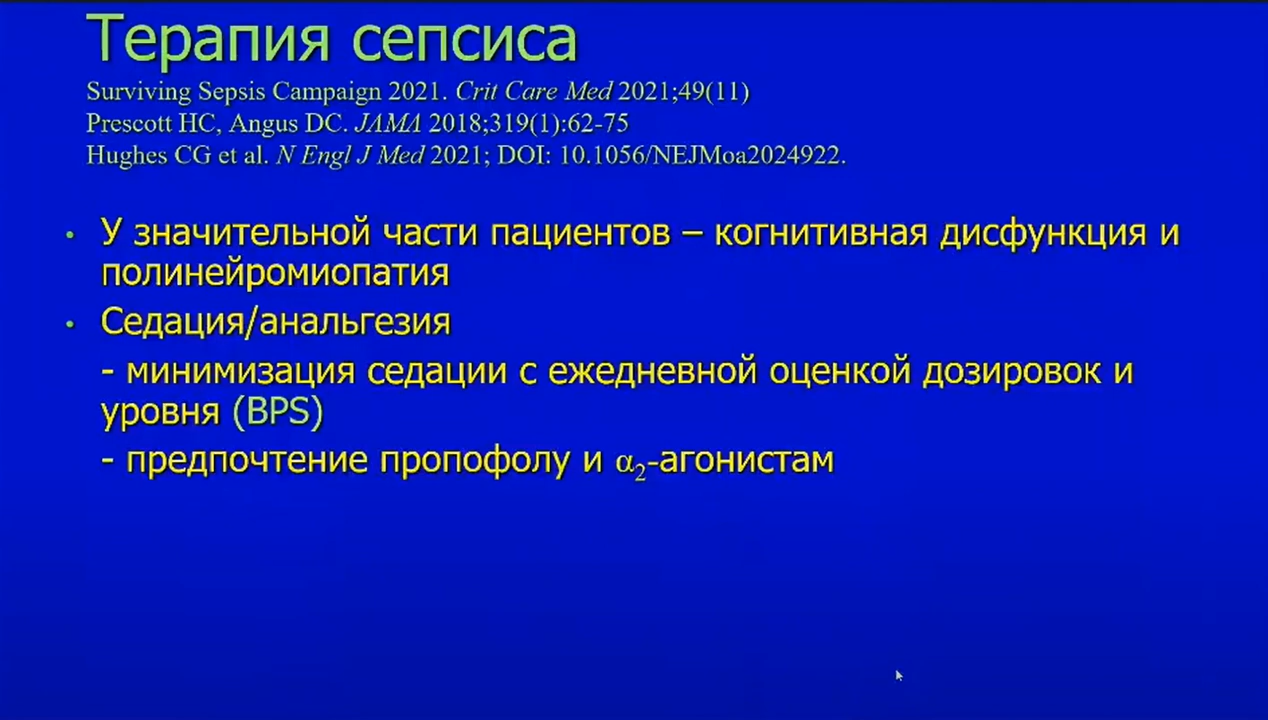 Терапия сепсиса
Surviving Sepsis Campaign 2021. Crit Care Med 2021;49(11)
Prescott HC, Angus DC. JAMA 2018;319(1):62-75
Hughes CG et al. N Engl J Med 2021; DOI: 10.1056/NEJMoa2024922.
• У значительной части пациентов – когнитивная дисфункция и
полинейромиопатия
• Седация/анальгезия
- минимизация седации с ежедневной оценкой дозировок и
уровня (BPS)
- предпочтение пропофолу и α₂-агонистам